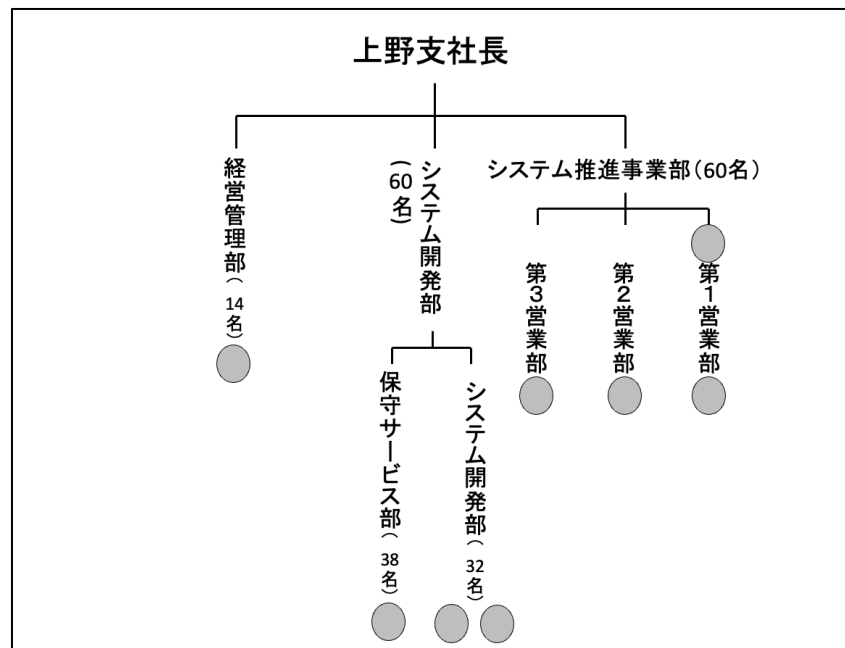 上野支社長
経営管理部(14名)
システム開発部
(60名)
システム推進事業部(60名)
第3営業部
第2営業部
第1営業部
保守サービス部(38名)
システム開発部(32名)